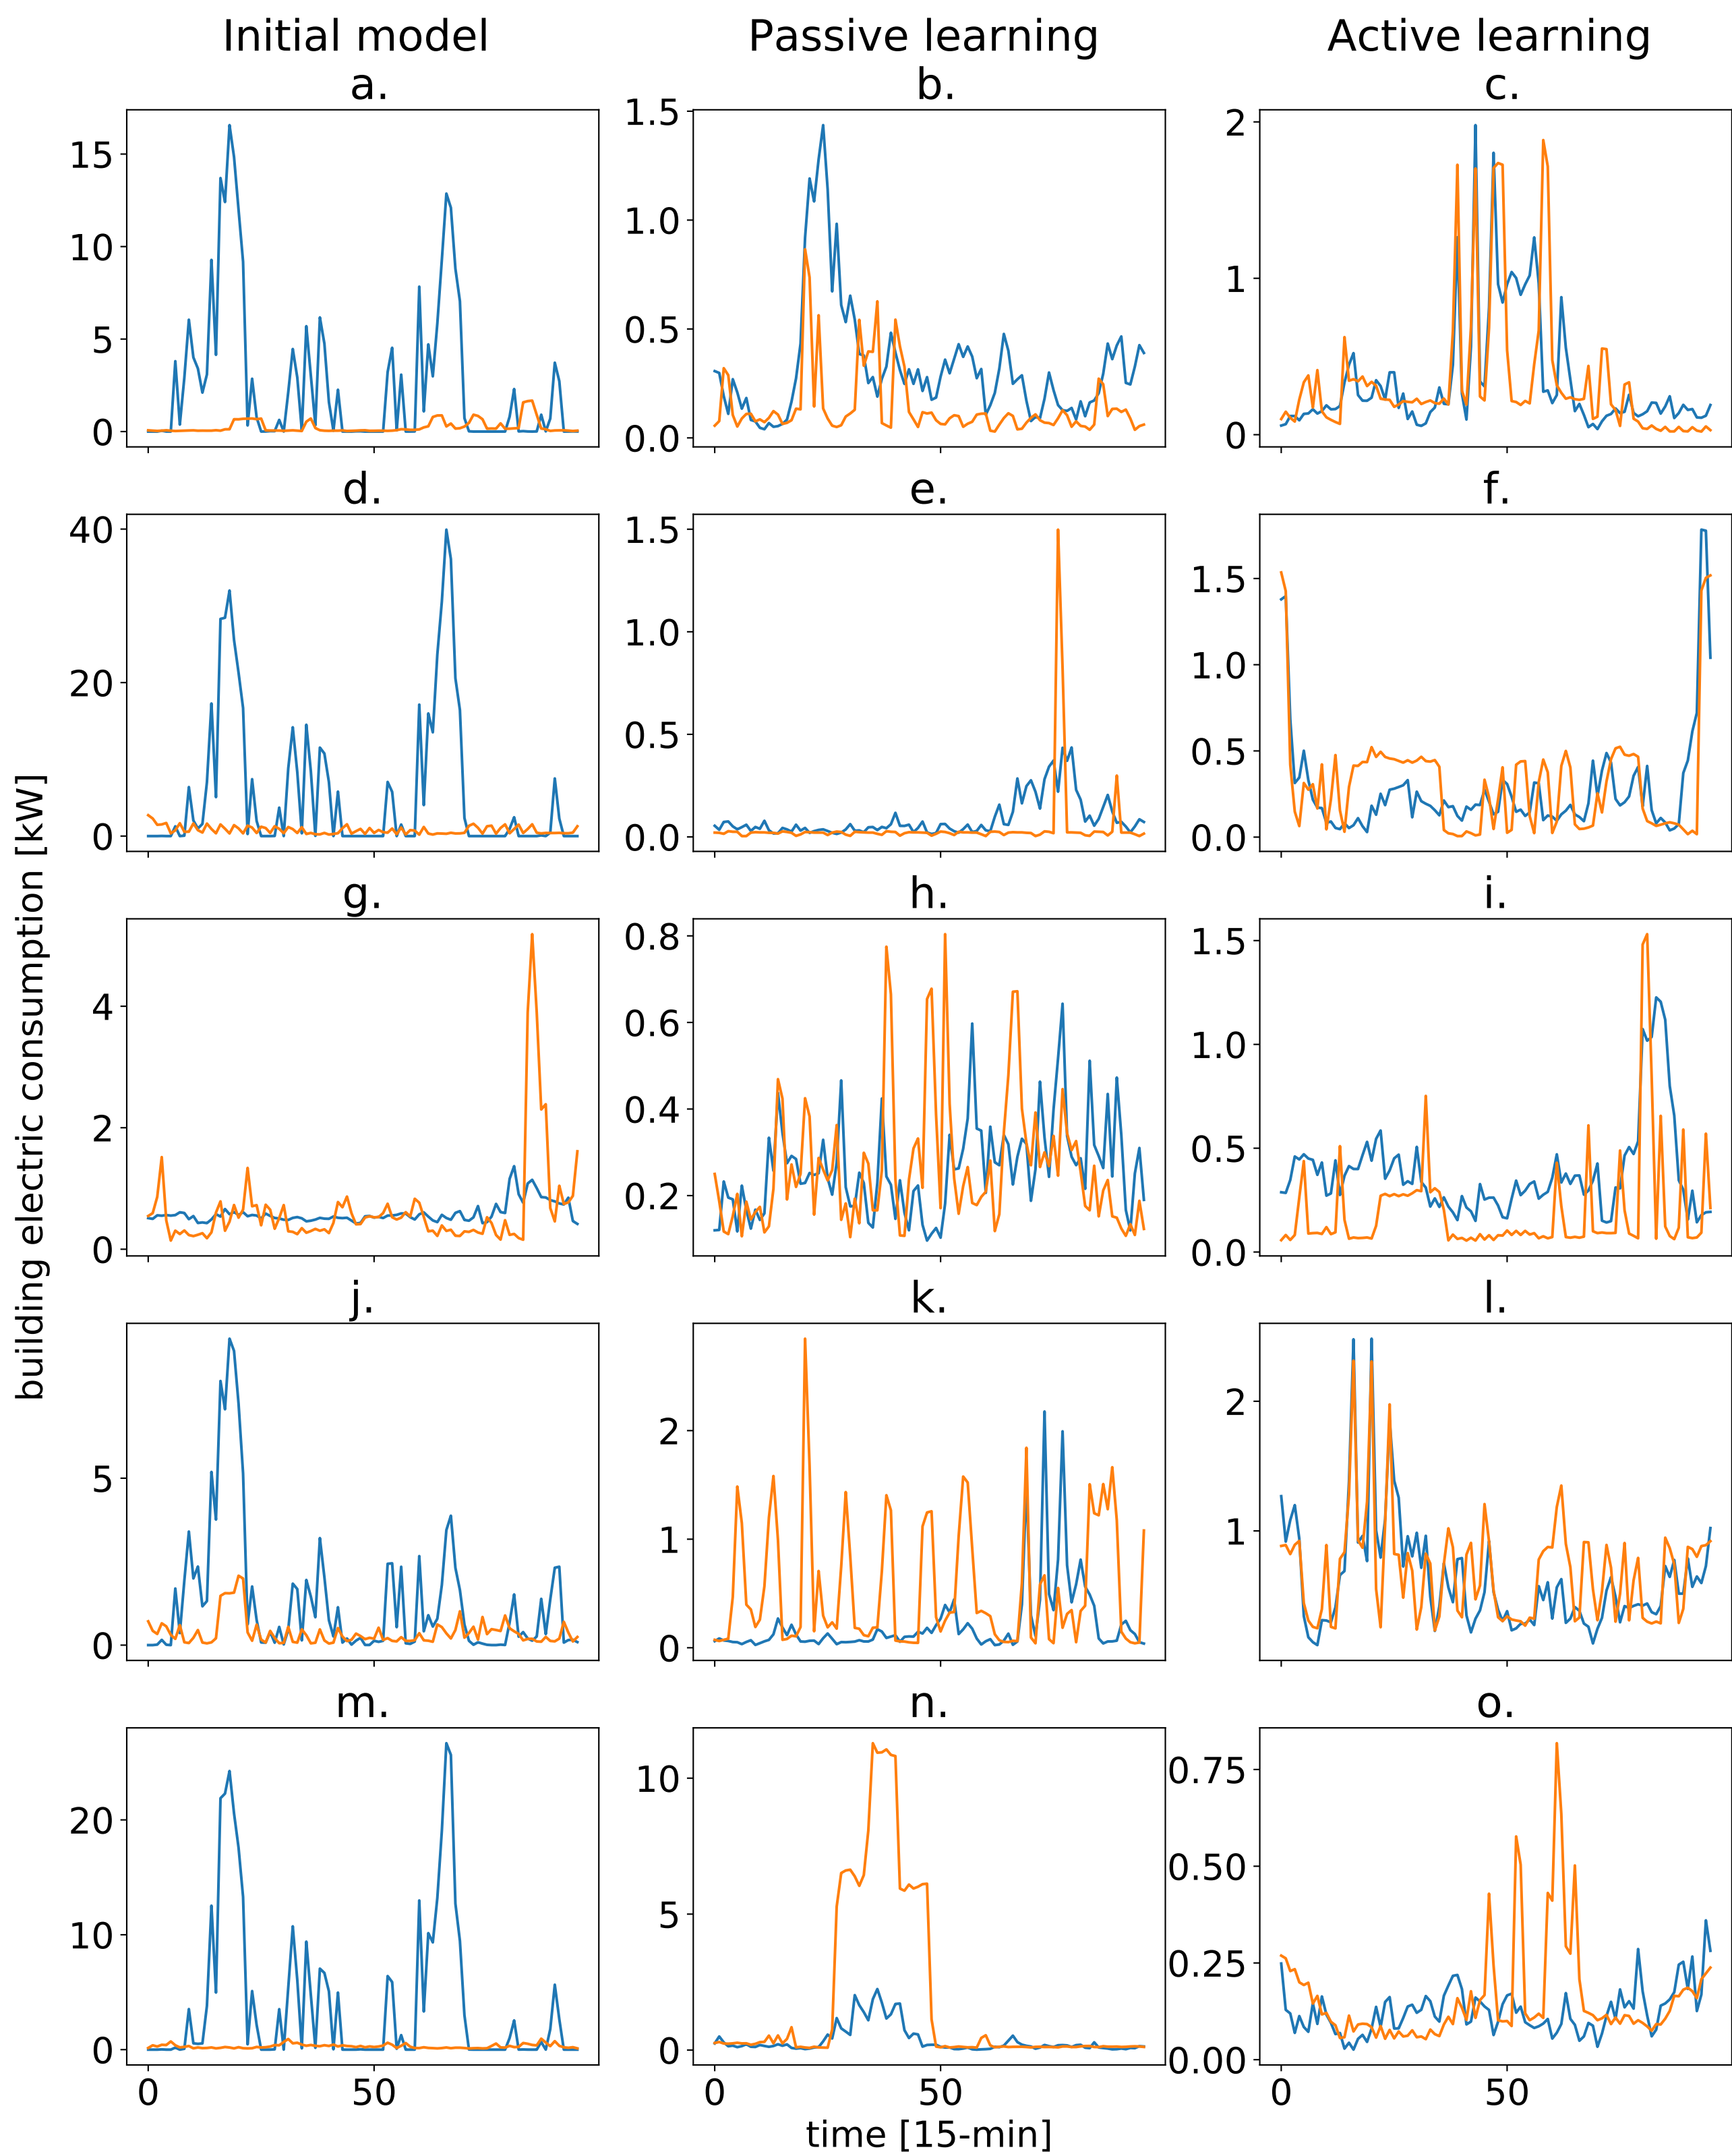 Initial model
Passive learning
Active learning
a.
b.
c.
15
10
5
0
1.5
1.0
0.5
0.0
2
1
0
d.
e.
f.
40
20
0
1.5
1.0
0.5
0.0
1.5
1.0
0.5
0.0
g.
h.
i.
4
2
0
0.8
0.6
0.4
0.2
1.5
1.0
0.5
0.0
building electric consumption [kW]
j.
k.
l.
5
0
2
1
0
2
1
m.
n.
o.
20
10
0
10
5
0
0.75
0.50
0.25
0.00
0
50
0
50
0
50
time [15-min]